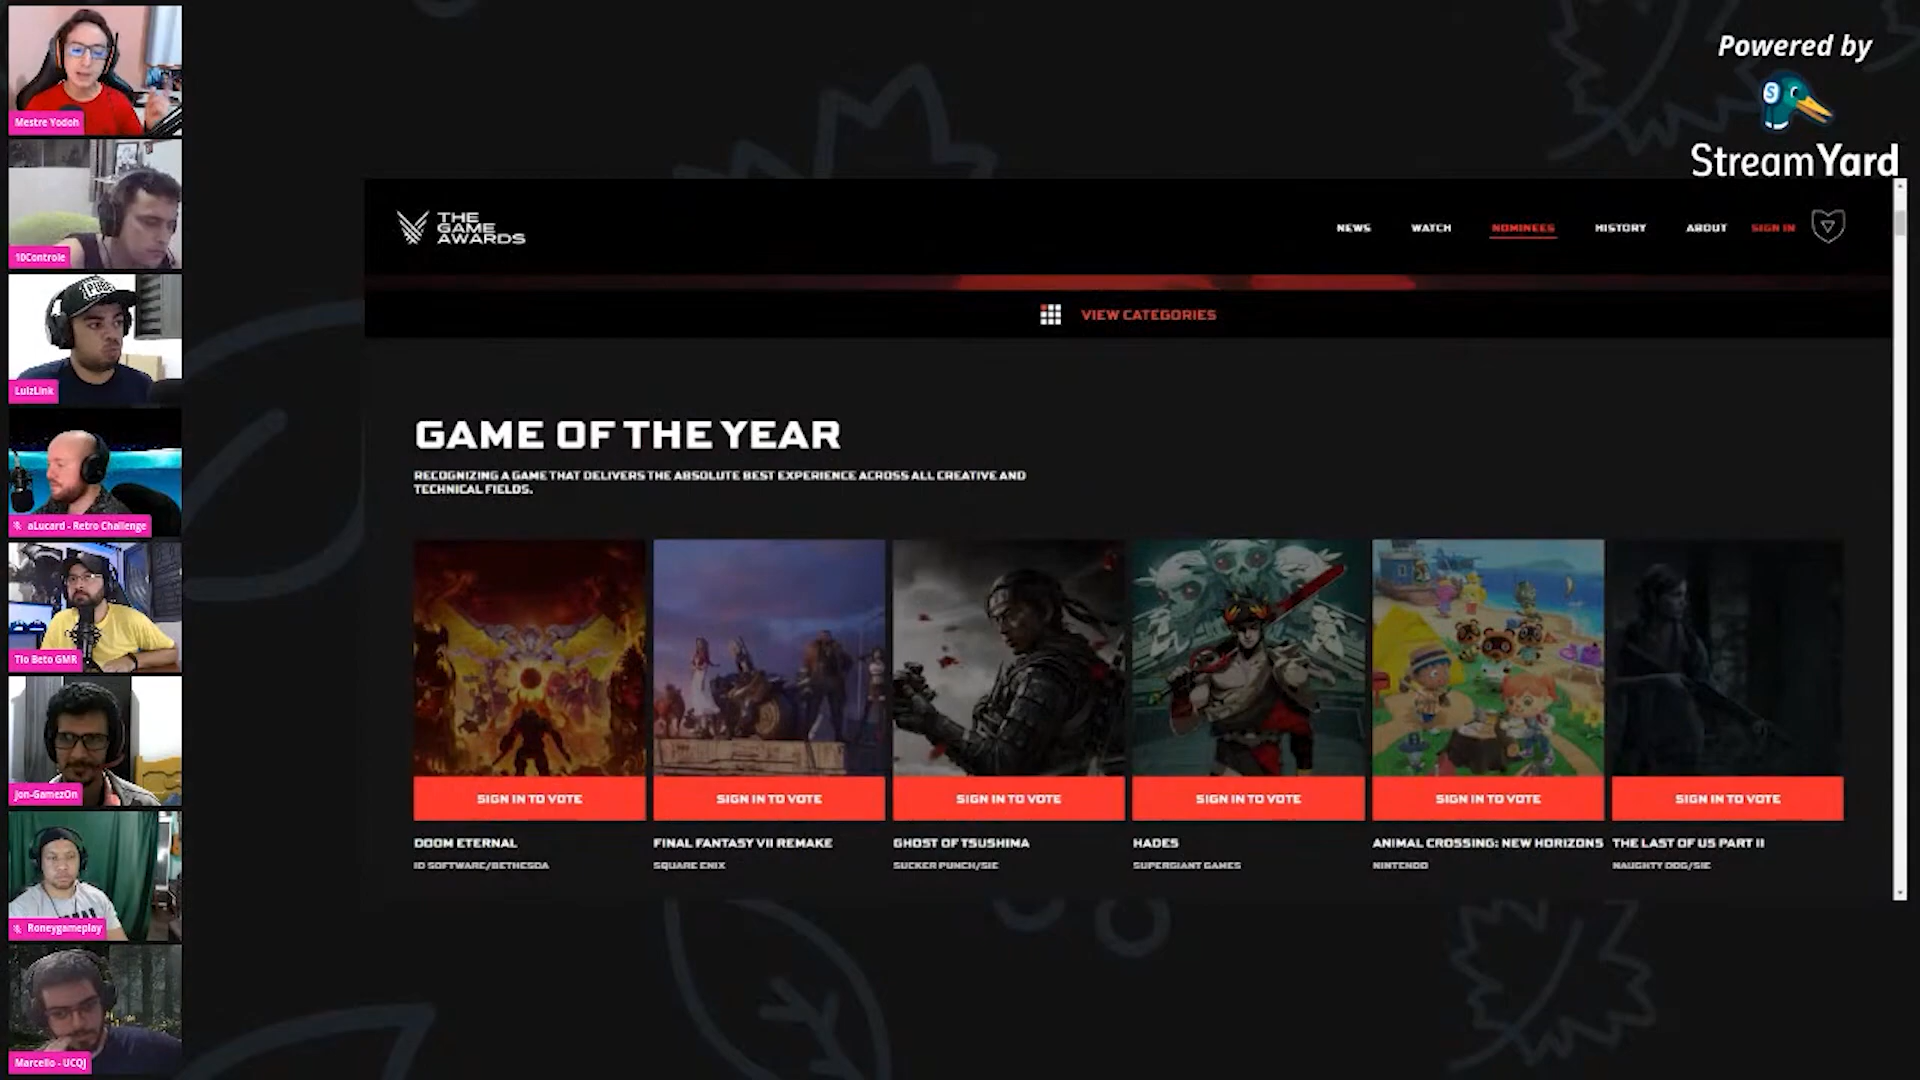 Mestre Yodoh
10Controle
PUBG
LuizLink
aLucard - Retro Challenge
Tio Beto GMR
Jon-GamezOn
Roneygameplay
Marcello - UCQJ
Powered by
S
StreamYard
THE
GAME
AWARDS
NEWS
WATCH
NOMINEES
HISTORY
ABOUT
SIGN IN
VIEW CATEGORIES
GAME OF THE YEAR
RECOGNIZING A GAME THAT DELIVERS THE ABSOLUTE BEST EXPERIENCE ACROSS ALL CREATIVE AND
TECHNICAL FIELDS.
SIGN IN TO VOTE
DOOM ETERNAL
ID SOFTWARE/BETHESDA
SIGN IN TO VOTE
FINAL FANTASY VII REMAKE
SQUARE ENIX
SIGN IN TO VOTE
GHOST OF TSUSHIMA
SUCKER PUNCH/SIE
SIGN IN TO VOTE
HADES
SUPERGIANT GAMES
SIGN IN TO VOTE
ANIMAL CROSSING: NEW HORIZONS
NINTENDO
SIGN IN TO VOTE
THE LAST OF US PART II
NAUGHTY DOG/SIE